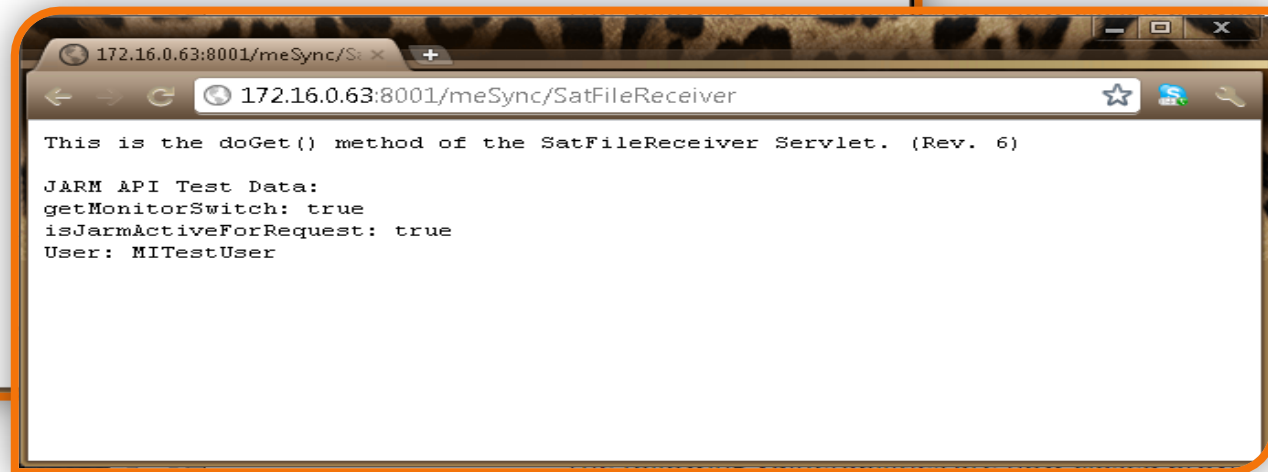 172.16.0.63:8001/meSync/Sa
172.16.0.63:8001/meSync/SatFileReceiver
This is the doGet() method of the SatFileReceiver Servlet. (Rev. 6)
JARM API Test Data:
getMonitorSwitch: true
isJarmActiveForRequest: true
User: MITestUser